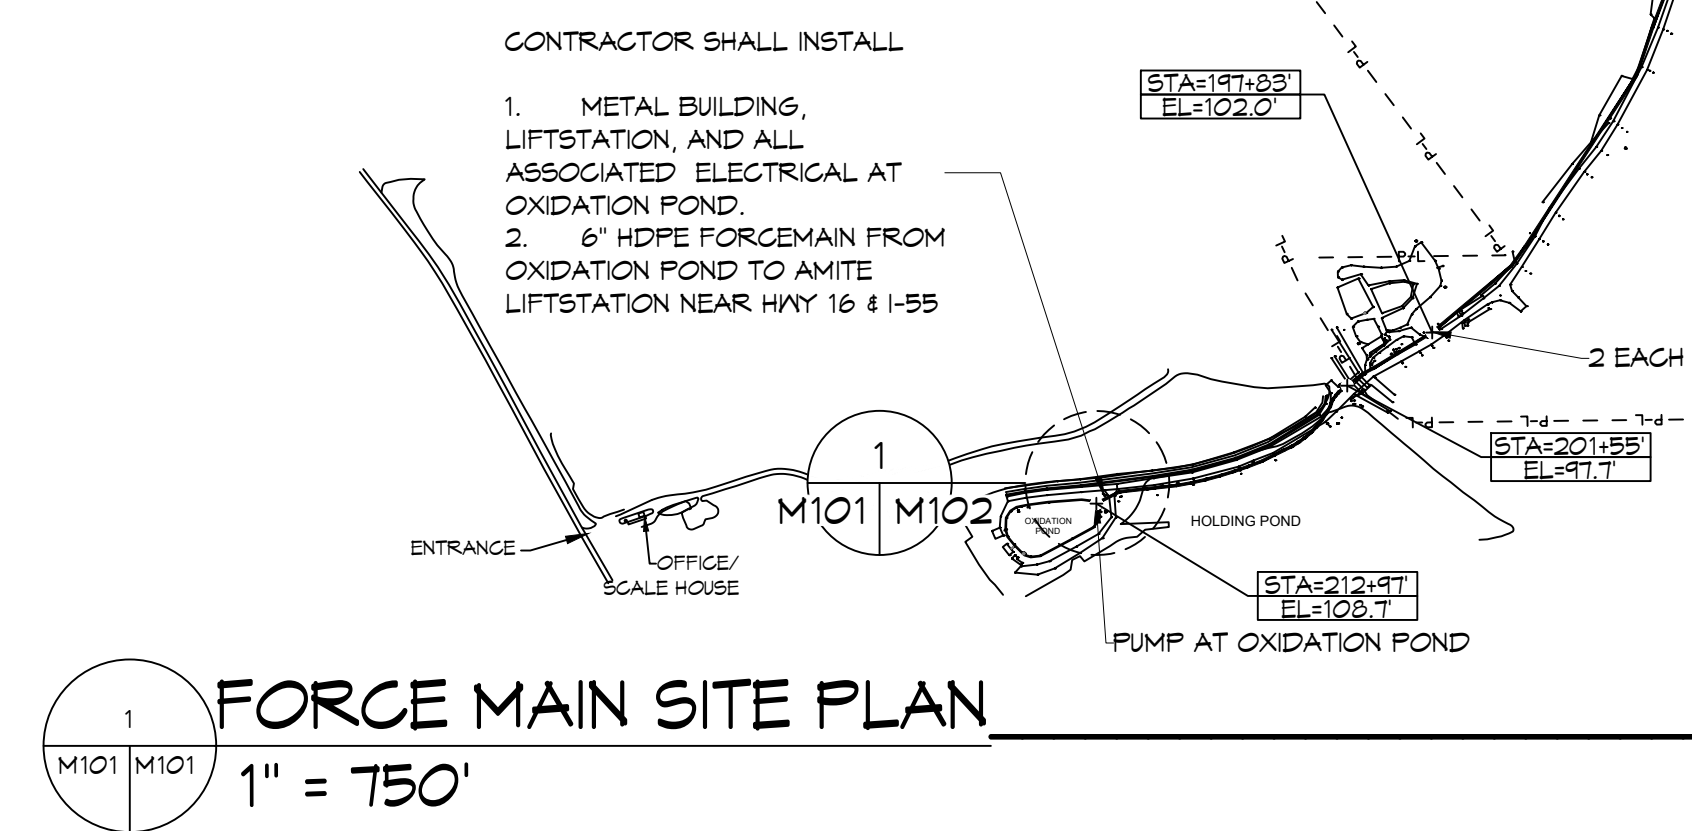 CONTRACTOR SHALL INSTALL
1. METAL BUILDING,
LIFTSTATION, AND ALL
ASSOCIATED ELECTRICAL AT
OXIDATION POND.
2. 6" HDPE FORCEMAIN FROM
OXIDATION POND TO AMITE
LIFTSTATION NEAR HWY 16 & I-55
STA=197+83'
EL=102.0'
P-L
P-L
P-L
P-L
P-L
2 EACH
P-L
P-L
P-L
P-L
STA=201+55'
EL=97.7'
1
M101 M102
OXIDATION
POND
HOLDING POND
ENTRANCE
OFFICE/
SCALE HOUSE
STA=212+97'
EL=108.7'
PUMP AT OXIDATION POND
1
M101 M101
FORCE MAIN SITE PLAN
1" = 750'